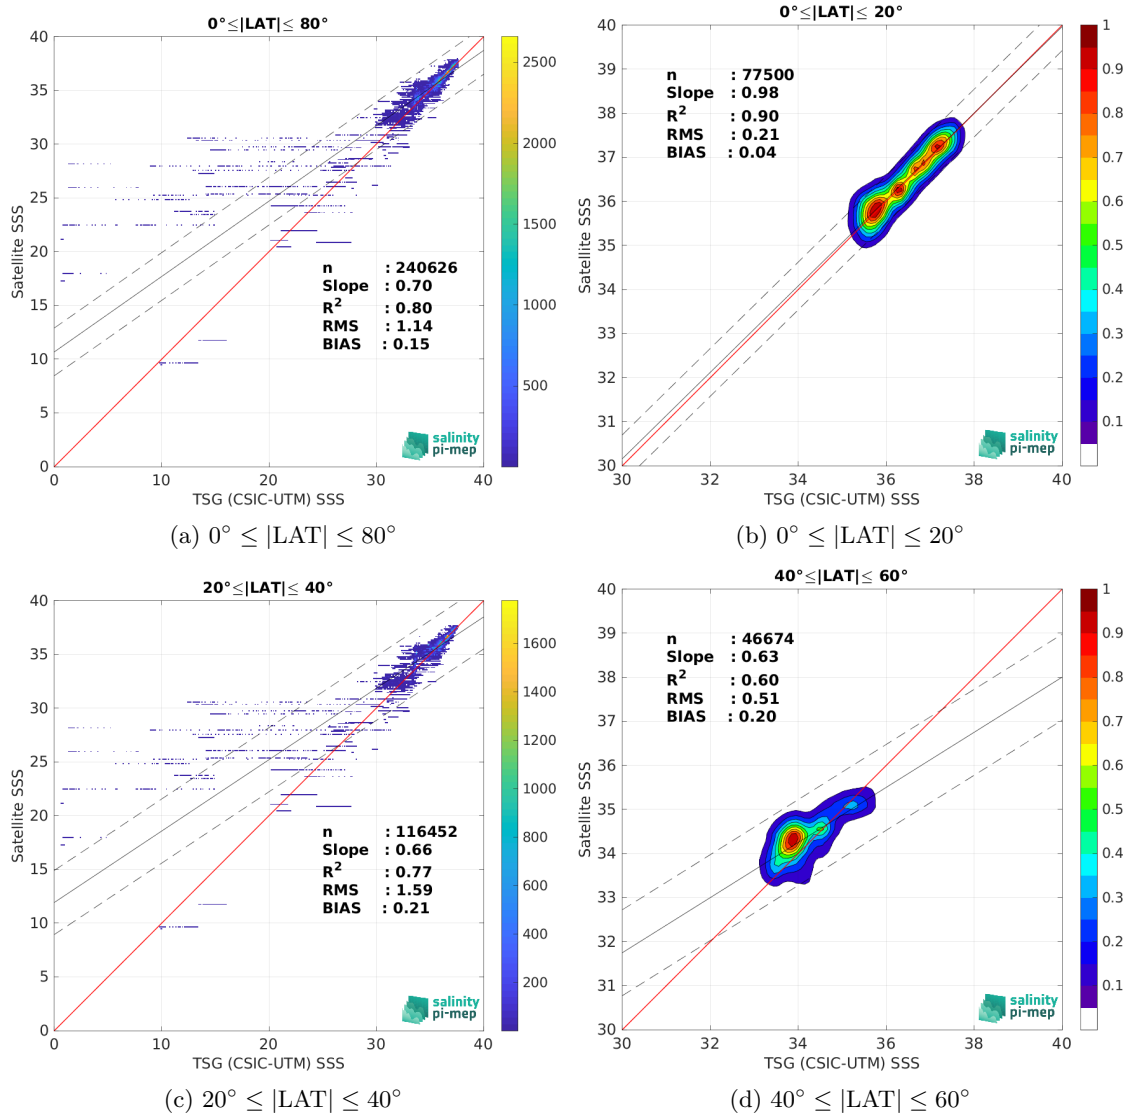 0°≤|LAT|≤ 80°
40
35
30
25
20
15
10
5
0
Satellite SSS
n : 240626
Slope : 0.70
R² : 0.80
RMS : 1.14
BIAS : 0.15
salinity
pi-mep
0 10 20 30 40
TSG (CSIC-UTM) SSS
2500
2000
1500
1000
500
(a) 0° ≤ |LAT| ≤ 80°
0°≤|LAT|≤ 20°
40
39
38
37
36
35
34
33
32
31
30
Satellite SSS
n : 77500
Slope : 0.98
R² : 0.90
RMS : 0.21
BIAS : 0.04
salinity
pi-mep
30 32 34 36 38 40
TSG (CSIC-UTM) SSS
1
0.9
0.8
0.7
0.6
0.5
0.4
0.3
0.2
0.1
(b) 0° ≤ |LAT| ≤ 20°
20°≤|LAT|≤ 40°
40
35
30
25
20
15
10
5
0
Satellite SSS
n : 116452
Slope : 0.66
R² : 0.77
RMS : 1.59
BIAS : 0.21
salinity
pi-mep
0 10 20 30 40
TSG (CSIC-UTM) SSS
1600
1400
1200
1000
800
600
400
200
(c) 20° ≤ |LAT| ≤ 40°
40°≤|LAT|≤ 60°
40
39
38
37
36
35
34
33
32
31
30
Satellite SSS
n : 46674
Slope : 0.63
R² : 0.60
RMS : 0.51
BIAS : 0.20
salinity
pi-mep
30 32 34 36 38 40
TSG (CSIC-UTM) SSS
1
0.9
0.8
0.7
0.6
0.5
0.4
0.3
0.2
0.1
(d) 40° ≤ |LAT| ≤ 60°